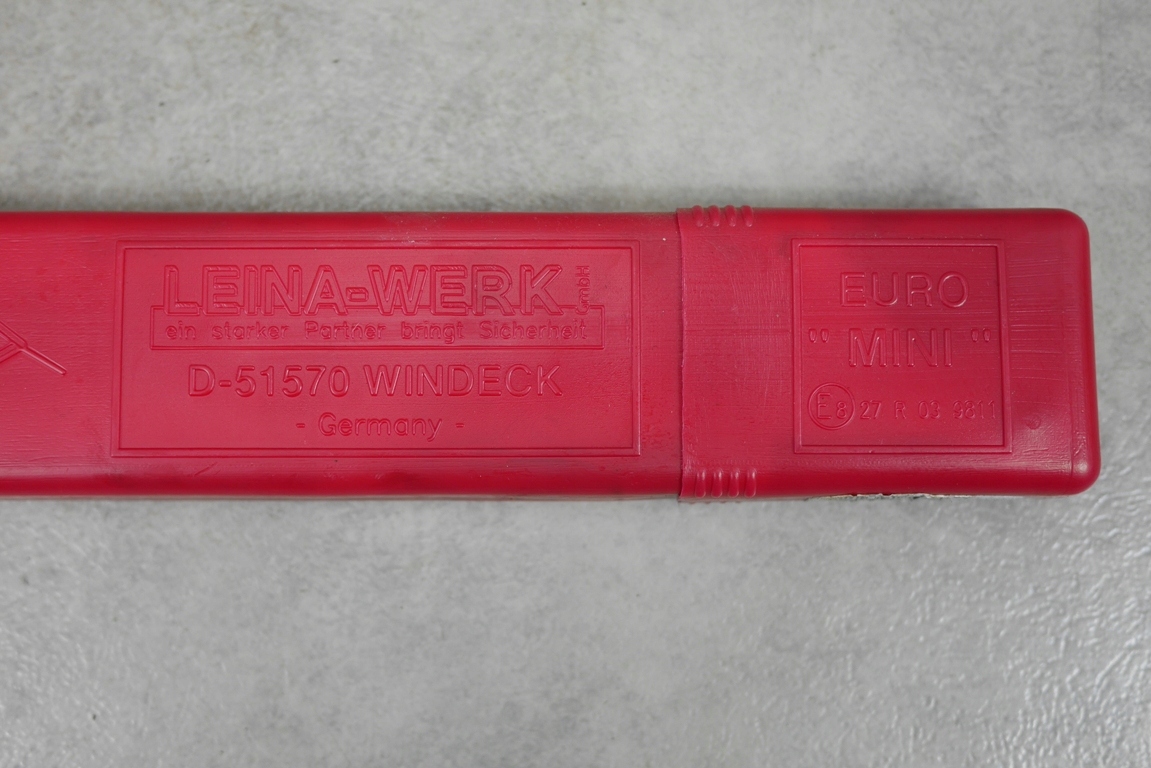 LEINA-WERK GmbH
ein starker Partner bringt Sicherheit
D-51570 WINDECK
- Germany -
EURO
"MINI"
E8 27 R 03 9811